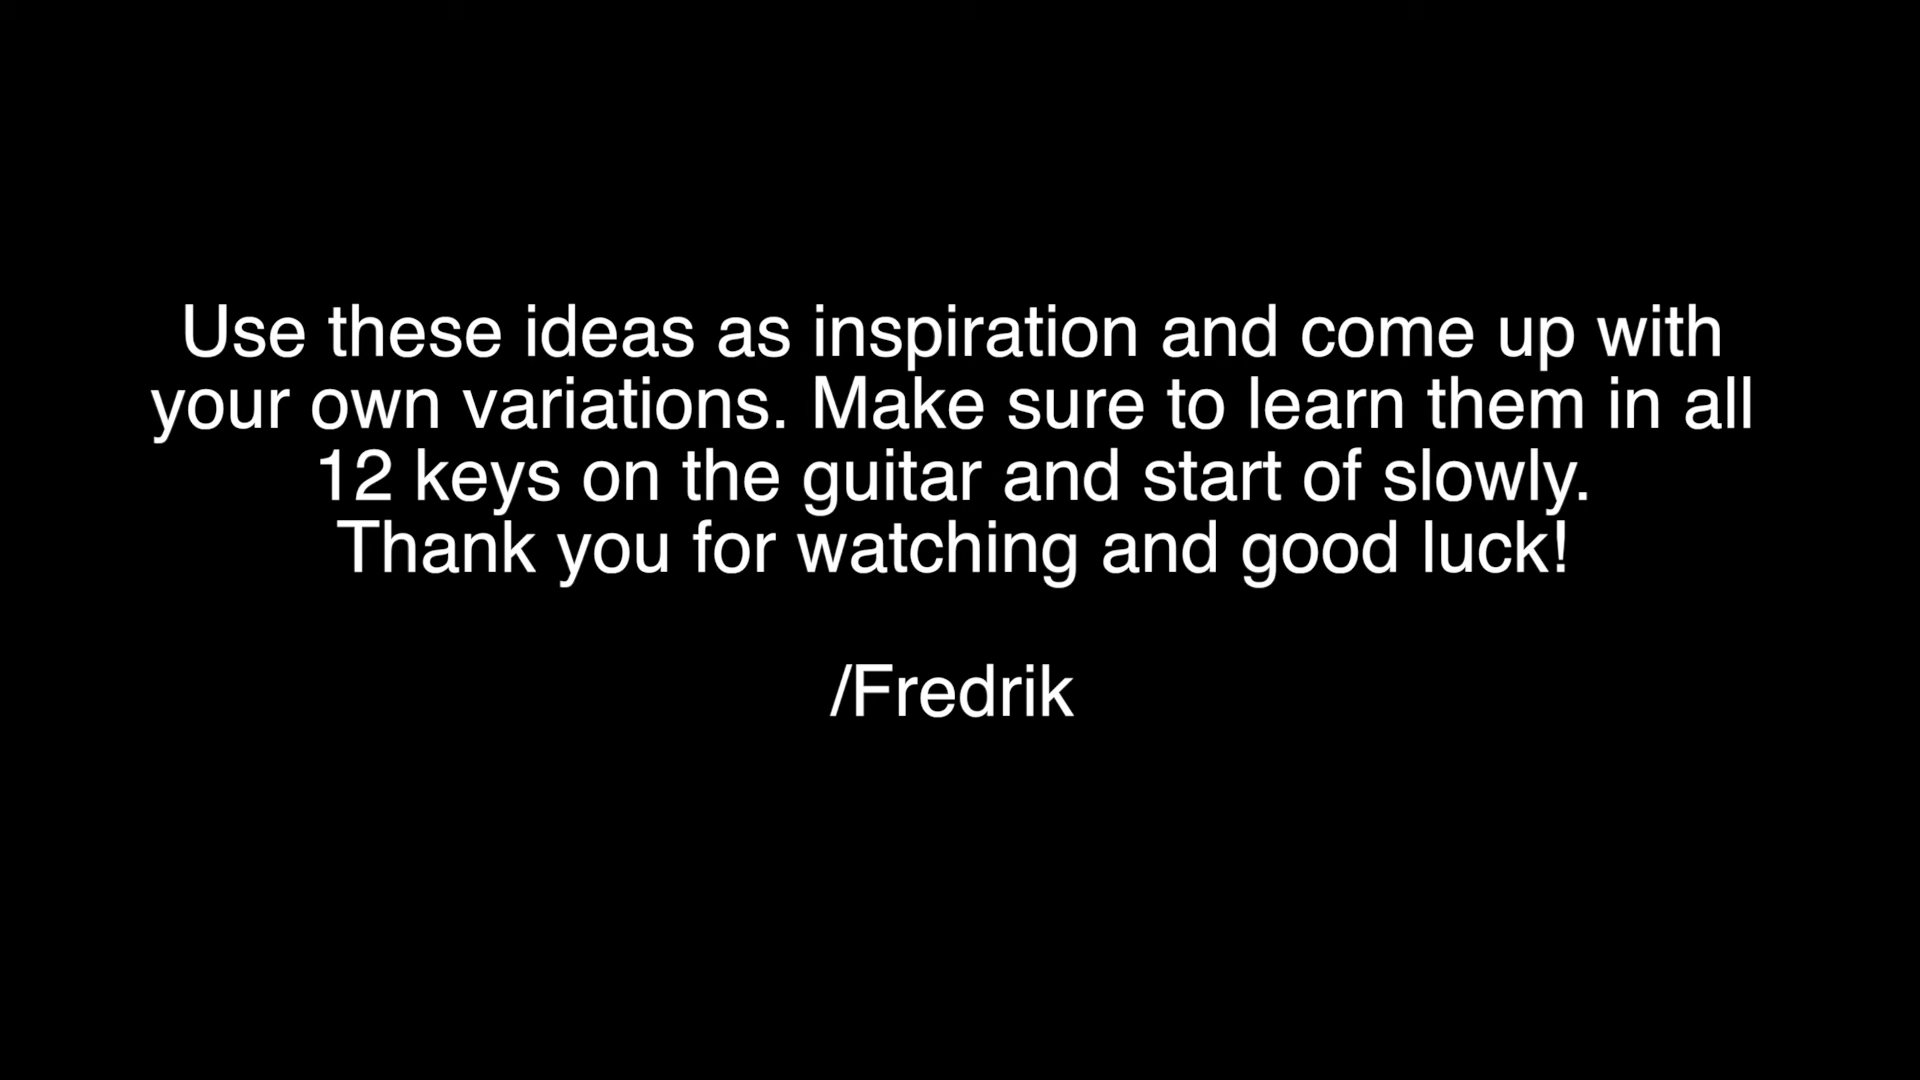 Use these ideas as inspiration and come up with
your own variations. Make sure to learn them in all
12 keys on the guitar and start of slowly.
Thank you for watching and good luck!
/Fredrik